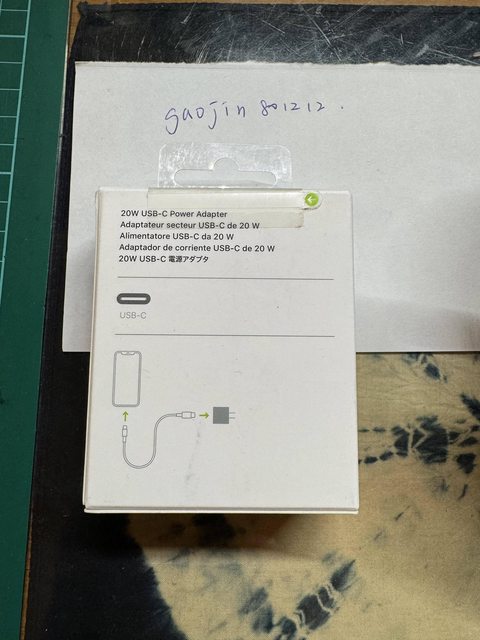 gaojin 801212.
20W USB-C Power Adapter
Adaptateur secteur USB-C de 20 W
Alimentatore USB-C da 20 W
Adaptador de corriente USB-C de 20 W
20W USB-C 電源アダプタ
USB-C